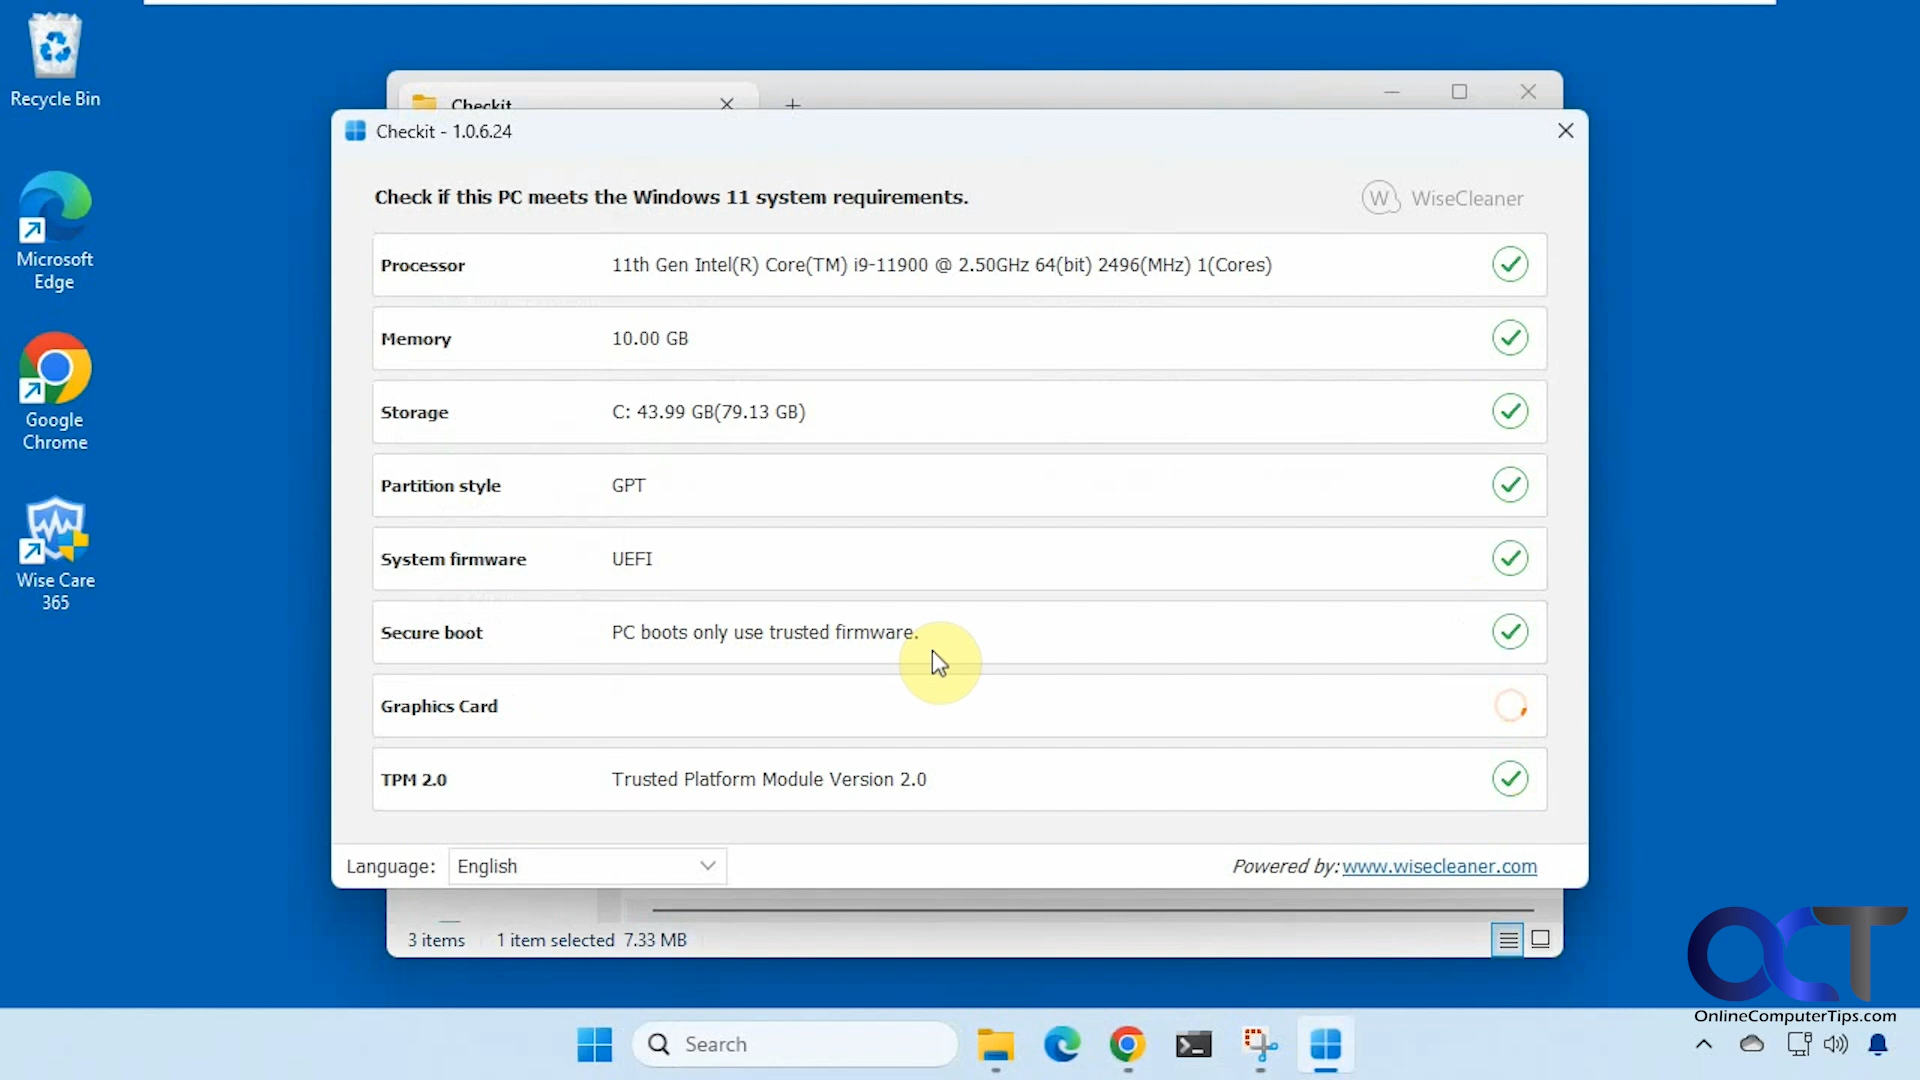 Recycle Bin
Microsoft
Edge
Google
Chrome
Wise Care
365
Checkit
Checkit - 1.0.6.24
Check if this PC meets the Windows 11 system requirements.
WiseCleaner
Processor 11th Gen Intel(R) Core(TM) i9-11900 @ 2.50GHz 64(bit) 2496(MHz) 1(Cores)
Memory 10.00 GB
Storage C: 43.99 GB(79.13 GB)
Partition style GPT
System firmware UEFI
Secure boot PC boots only use trusted firmware.
Graphics Card
TPM 2.0 Trusted Platform Module Version 2.0
Language: English
Powered by: www.wisecleaner.com
3 items 1 item selected 7.33 MB
OCT
OnlineComputerTips.com
Search